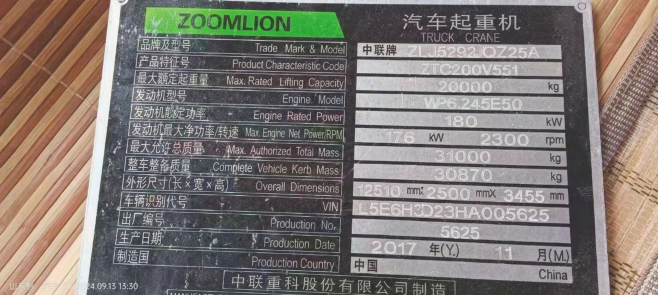 ZOOMLION 汽车起重机
TRUCK CRANE
品牌及型号 Trade Mark & Model 中联牌 ZLJ5292JQZ25A
产品特征号 Product Characteristic Code ZTC200V551
最大额定起重量 Max. Rated Lifting Capacity 20000 kg
发动机型号 Engine Model WP6.245E50
发动机额定功率 Engine Rated Power 180 kW
发动机最大净功率/转速 Max. Engine Net Power/RPM 176 kW 2300 rpm
最大允许总质量 Max. Authorized Total Mass 31000 kg
整车整备质量 Complete Vehicle Kerb Mass 30870 kg
外形尺寸(长×宽×高) Overall Dimensions 12510 mm× 2500 mm× 3455 mm
车辆识别代号 VIN L5E6H3D23HA005625
出厂编号 Production No. 5625
生产日期 Production Date 2017 年(Y.) 11 月(M.)
制造国 Production Country 中国 China
中联重科股份有限公司制造